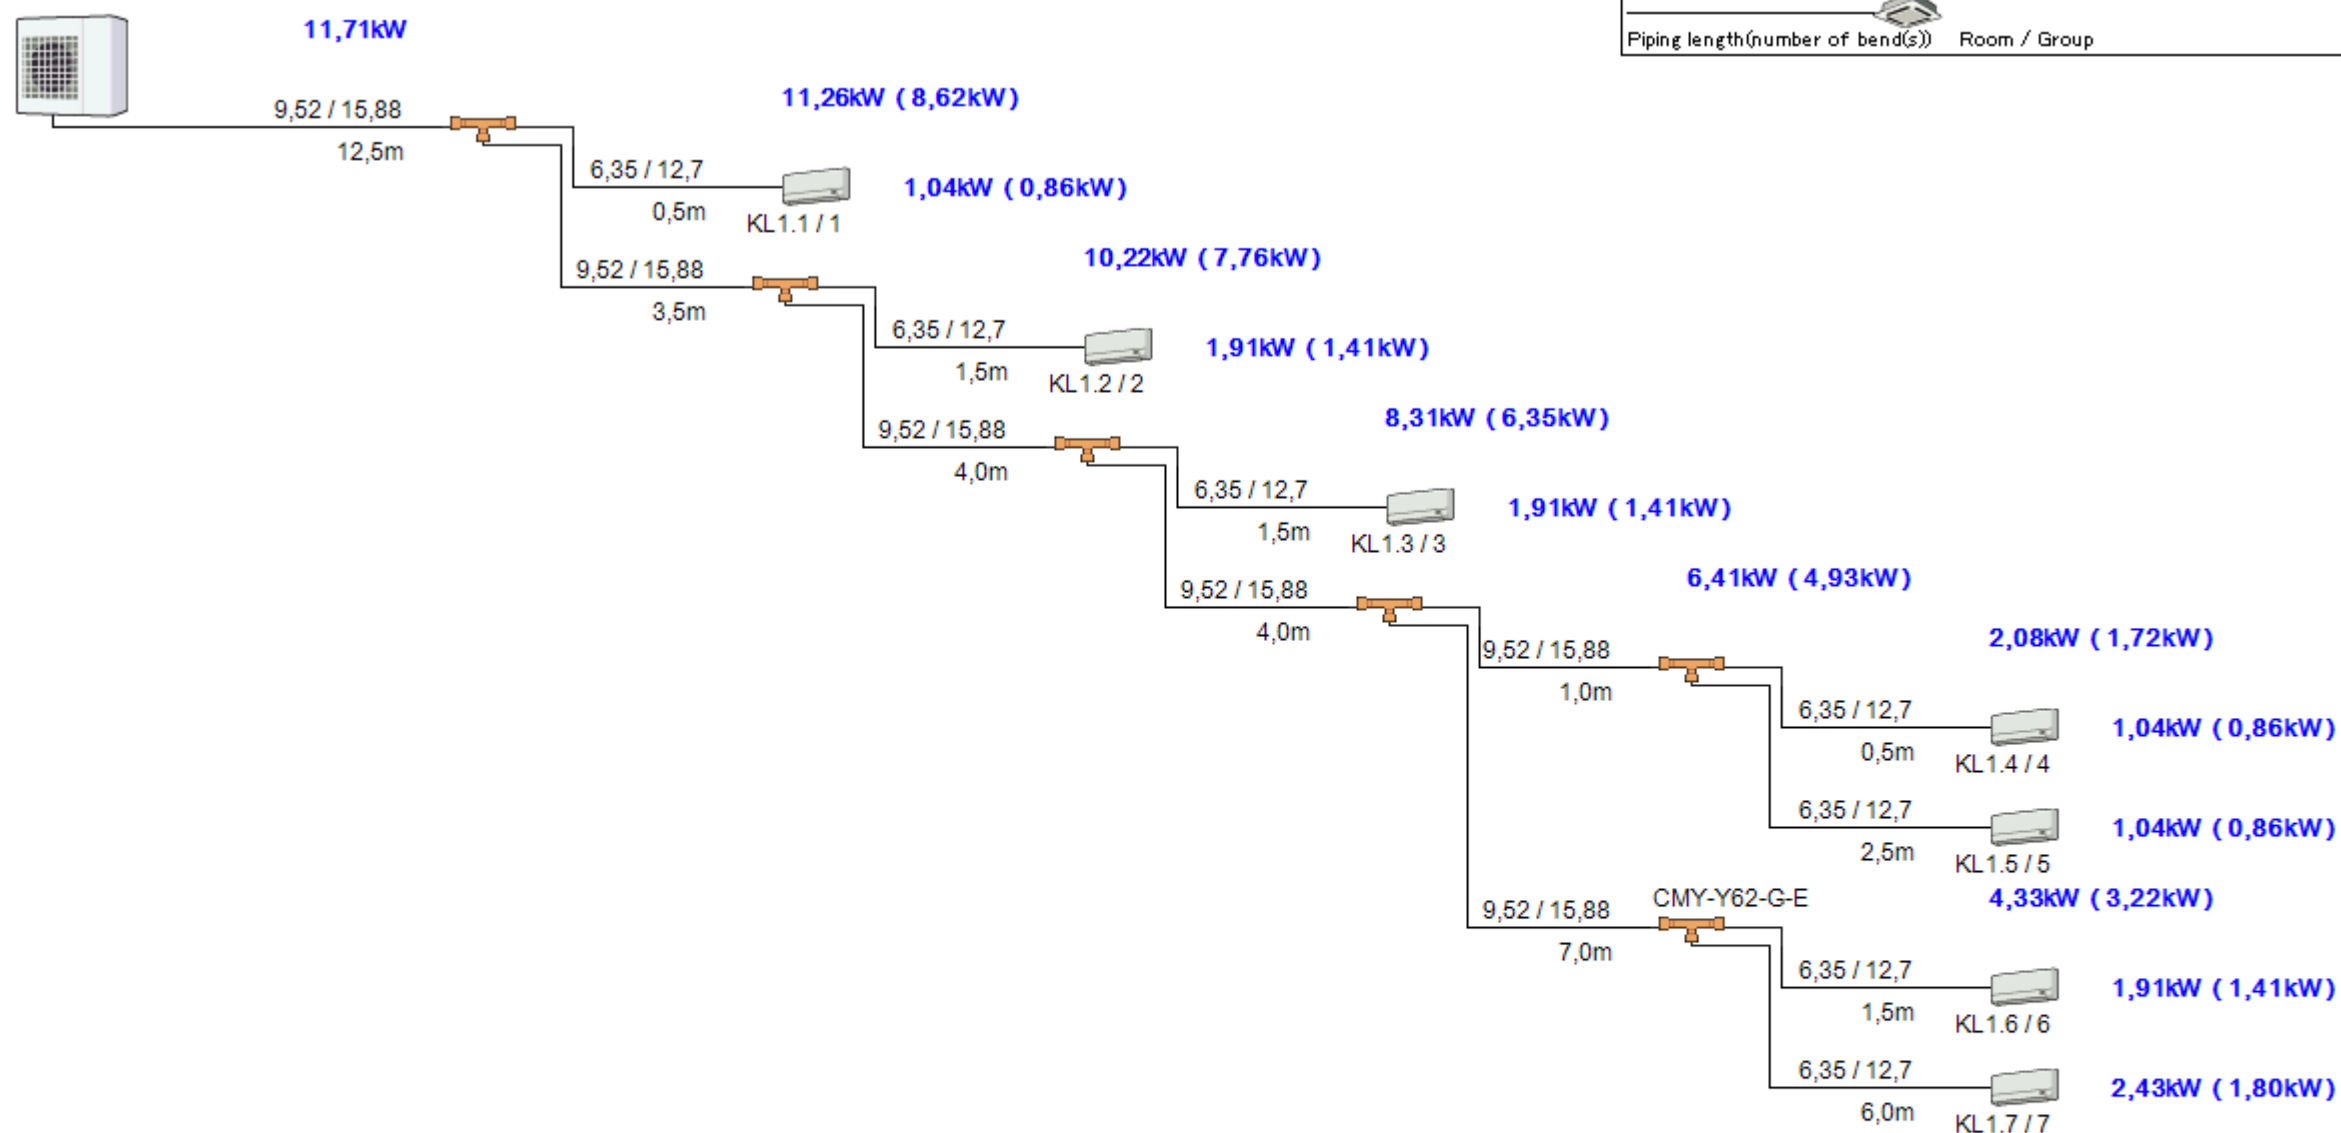 11,71kW
Piping length(number of bend(s)) Room / Group
11,26kW ( 8,62kW)
9,52 / 15,88
12,5m
6,35 / 12,7
0,5m
KL1.1 / 1
1,04kW ( 0,86kW)
10,22kW ( 7,76kW)
9,52 / 15,88
3,5m
6,35 / 12,7
1,5m
KL1.2 / 2
1,91kW ( 1,41kW)
8,31kW ( 6,35kW)
9,52 / 15,88
4,0m
6,35 / 12,7
1,5m
KL1.3 / 3
1,91kW ( 1,41kW)
6,41kW ( 4,93kW)
9,52 / 15,88
4,0m
9,52 / 15,88
1,0m
2,08kW ( 1,72kW)
6,35 / 12,7
0,5m
KL1.4 / 4
1,04kW ( 0,86kW)
6,35 / 12,7
2,5m
KL1.5 / 5
1,04kW ( 0,86kW)
CMY-Y62-G-E
4,33kW ( 3,22kW)
9,52 / 15,88
7,0m
6,35 / 12,7
1,5m
KL1.6 / 6
1,91kW ( 1,41kW)
6,35 / 12,7
6,0m
KL1.7 / 7
2,43kW ( 1,80kW)